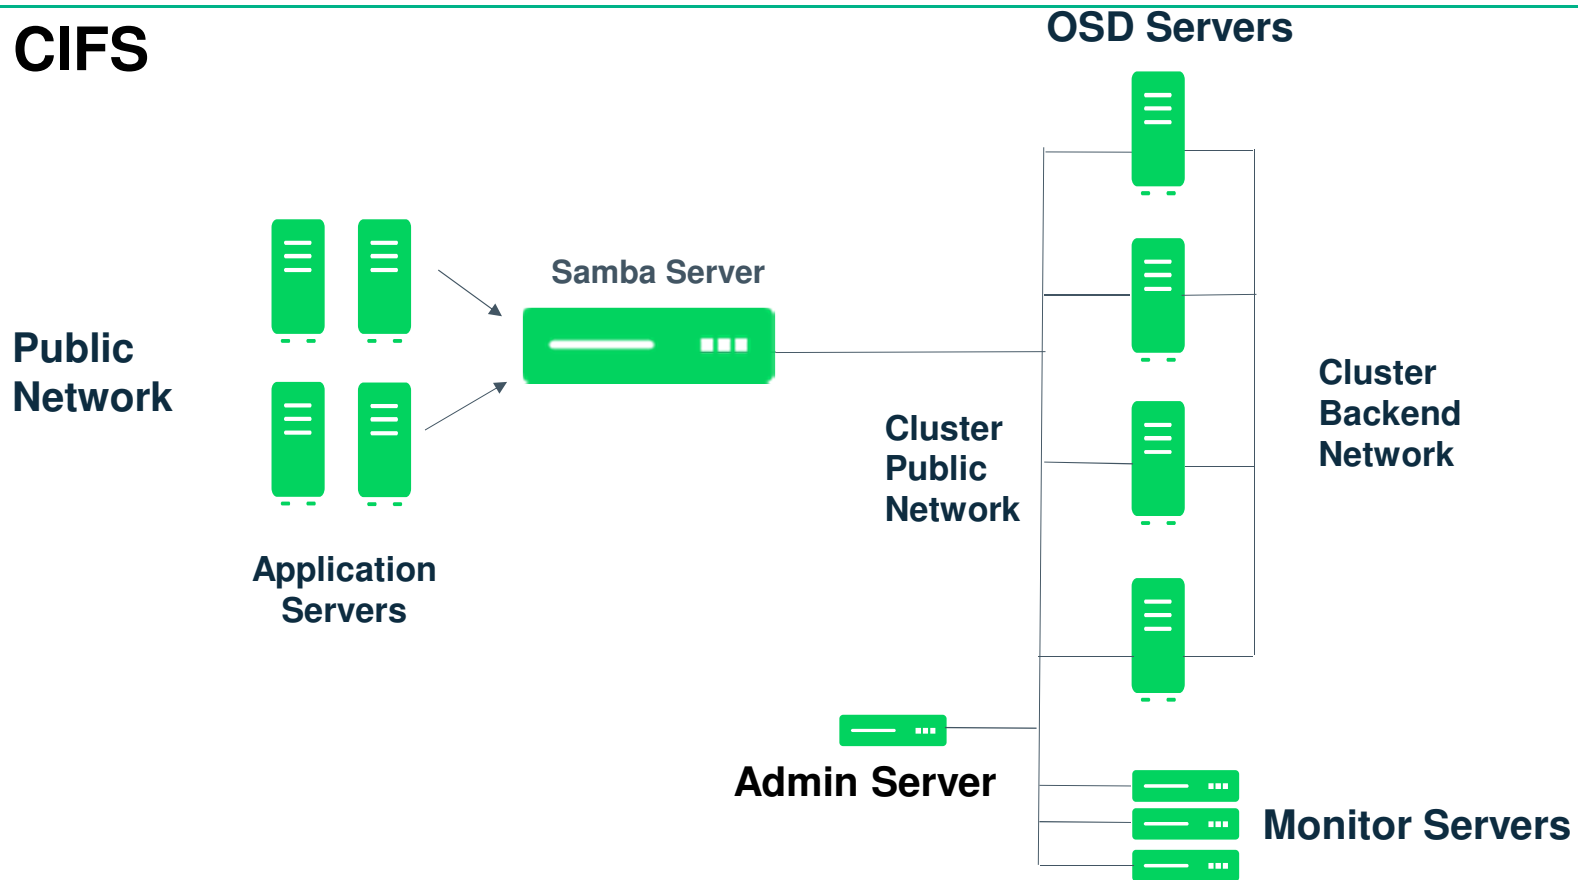 CIFS
OSD Servers
Samba Server
Public
Network
Cluster
Backend
Network
Cluster
Public
Network
Application
Servers
Admin Server
Monitor Servers